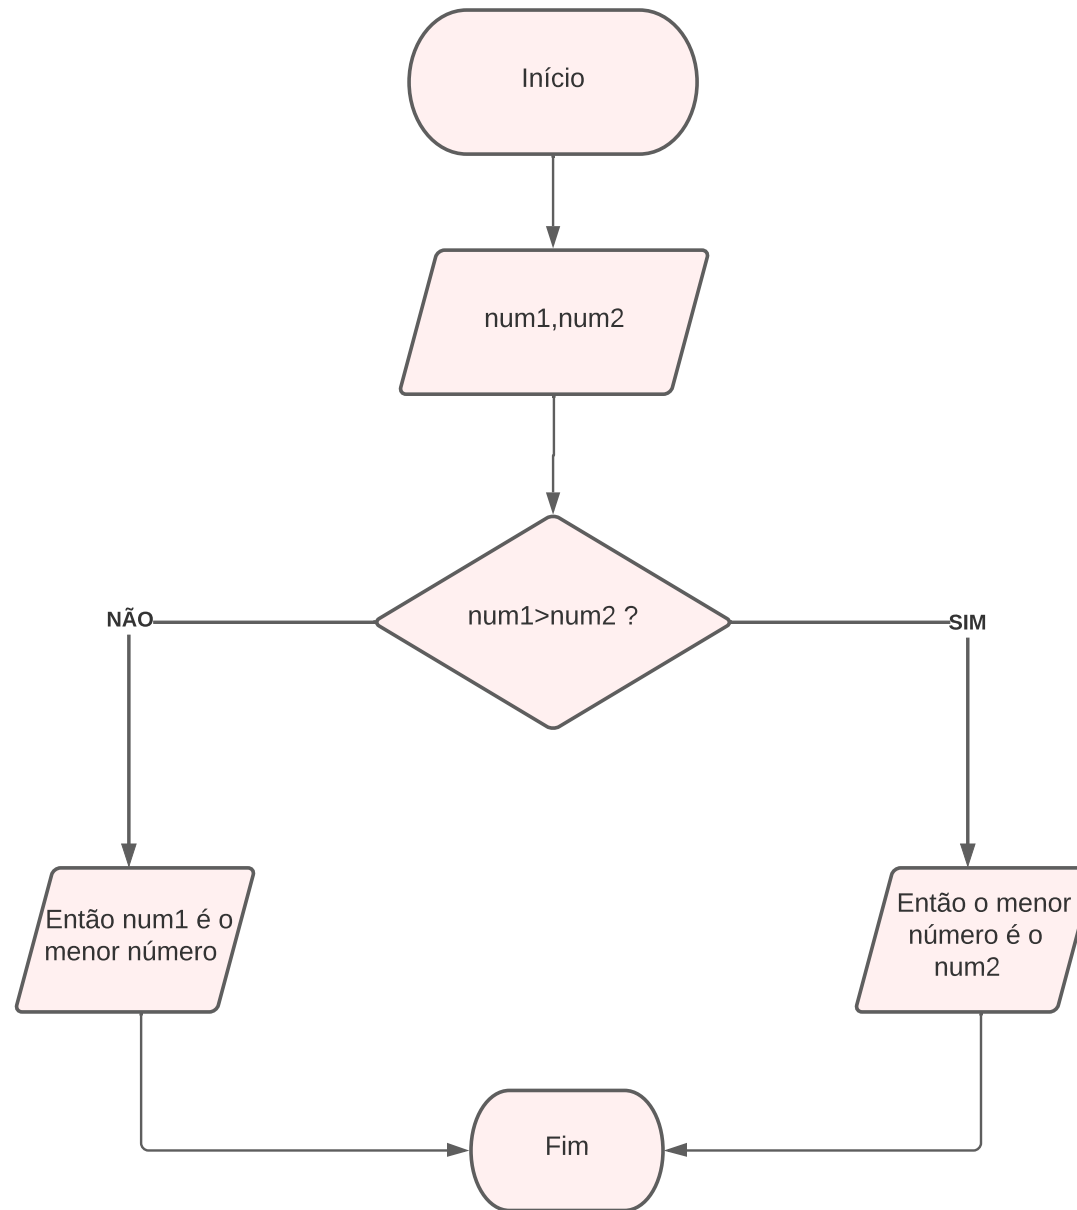 Início
num1,num2
num1>num2 ?
NÃO
SIM
Então num1 é o
menor número
Então o menor
número é o
num2
Fim